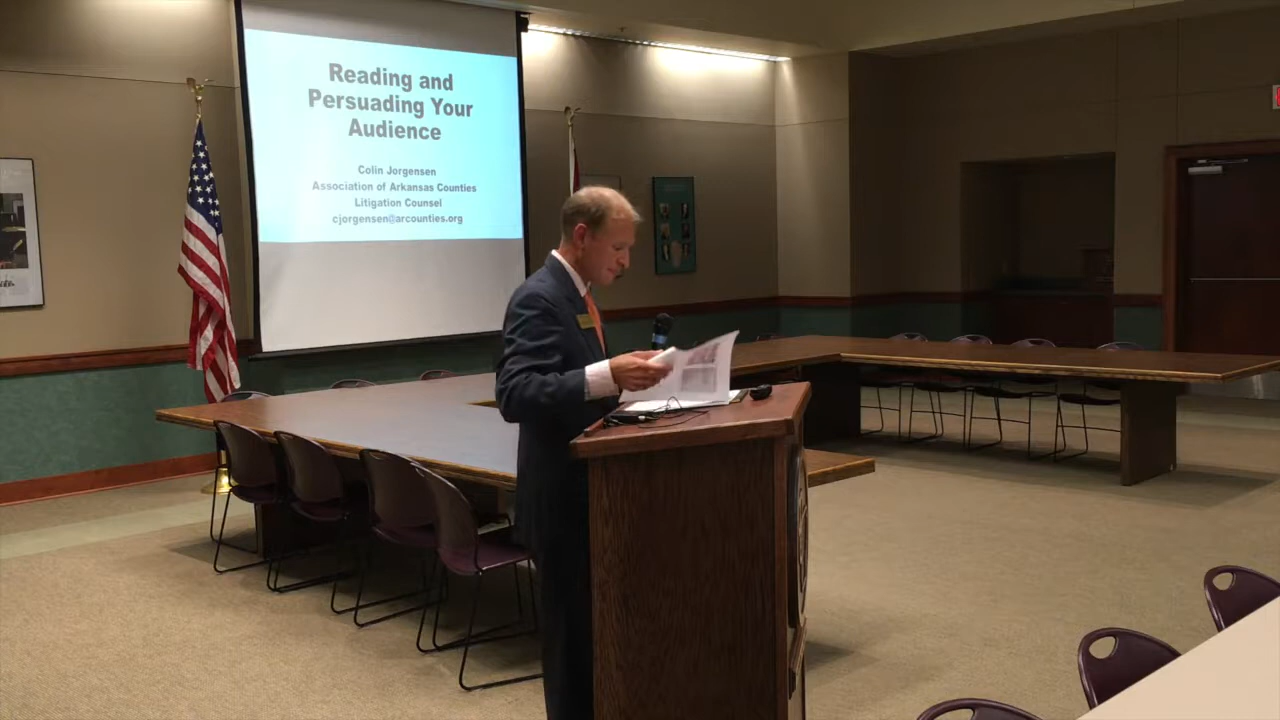 Reading and
Persuading Your
Audience
Colin Jorgensen
Association of Arkansas Counties
Litigation Counsel
cjorgensen@arcounties.org